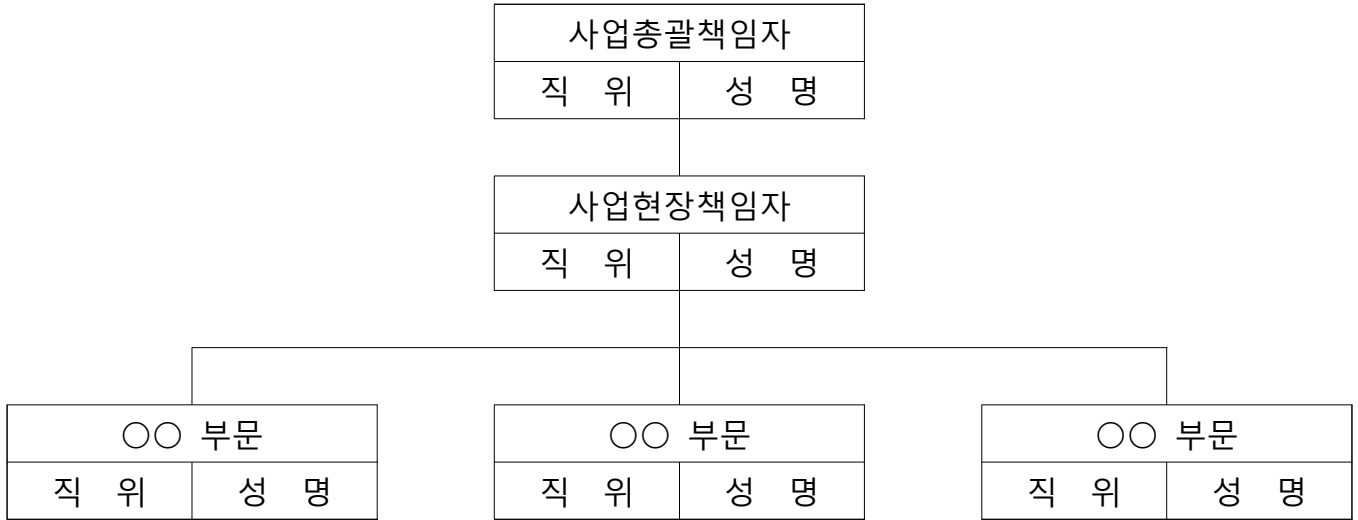 사업총괄책임자
직 위 성 명
사업현장책임자
직 위 성 명
○○ 부문 ○○ 부문 ○○ 부문
직 위 성 명 직 위 성 명 직 위 성 명